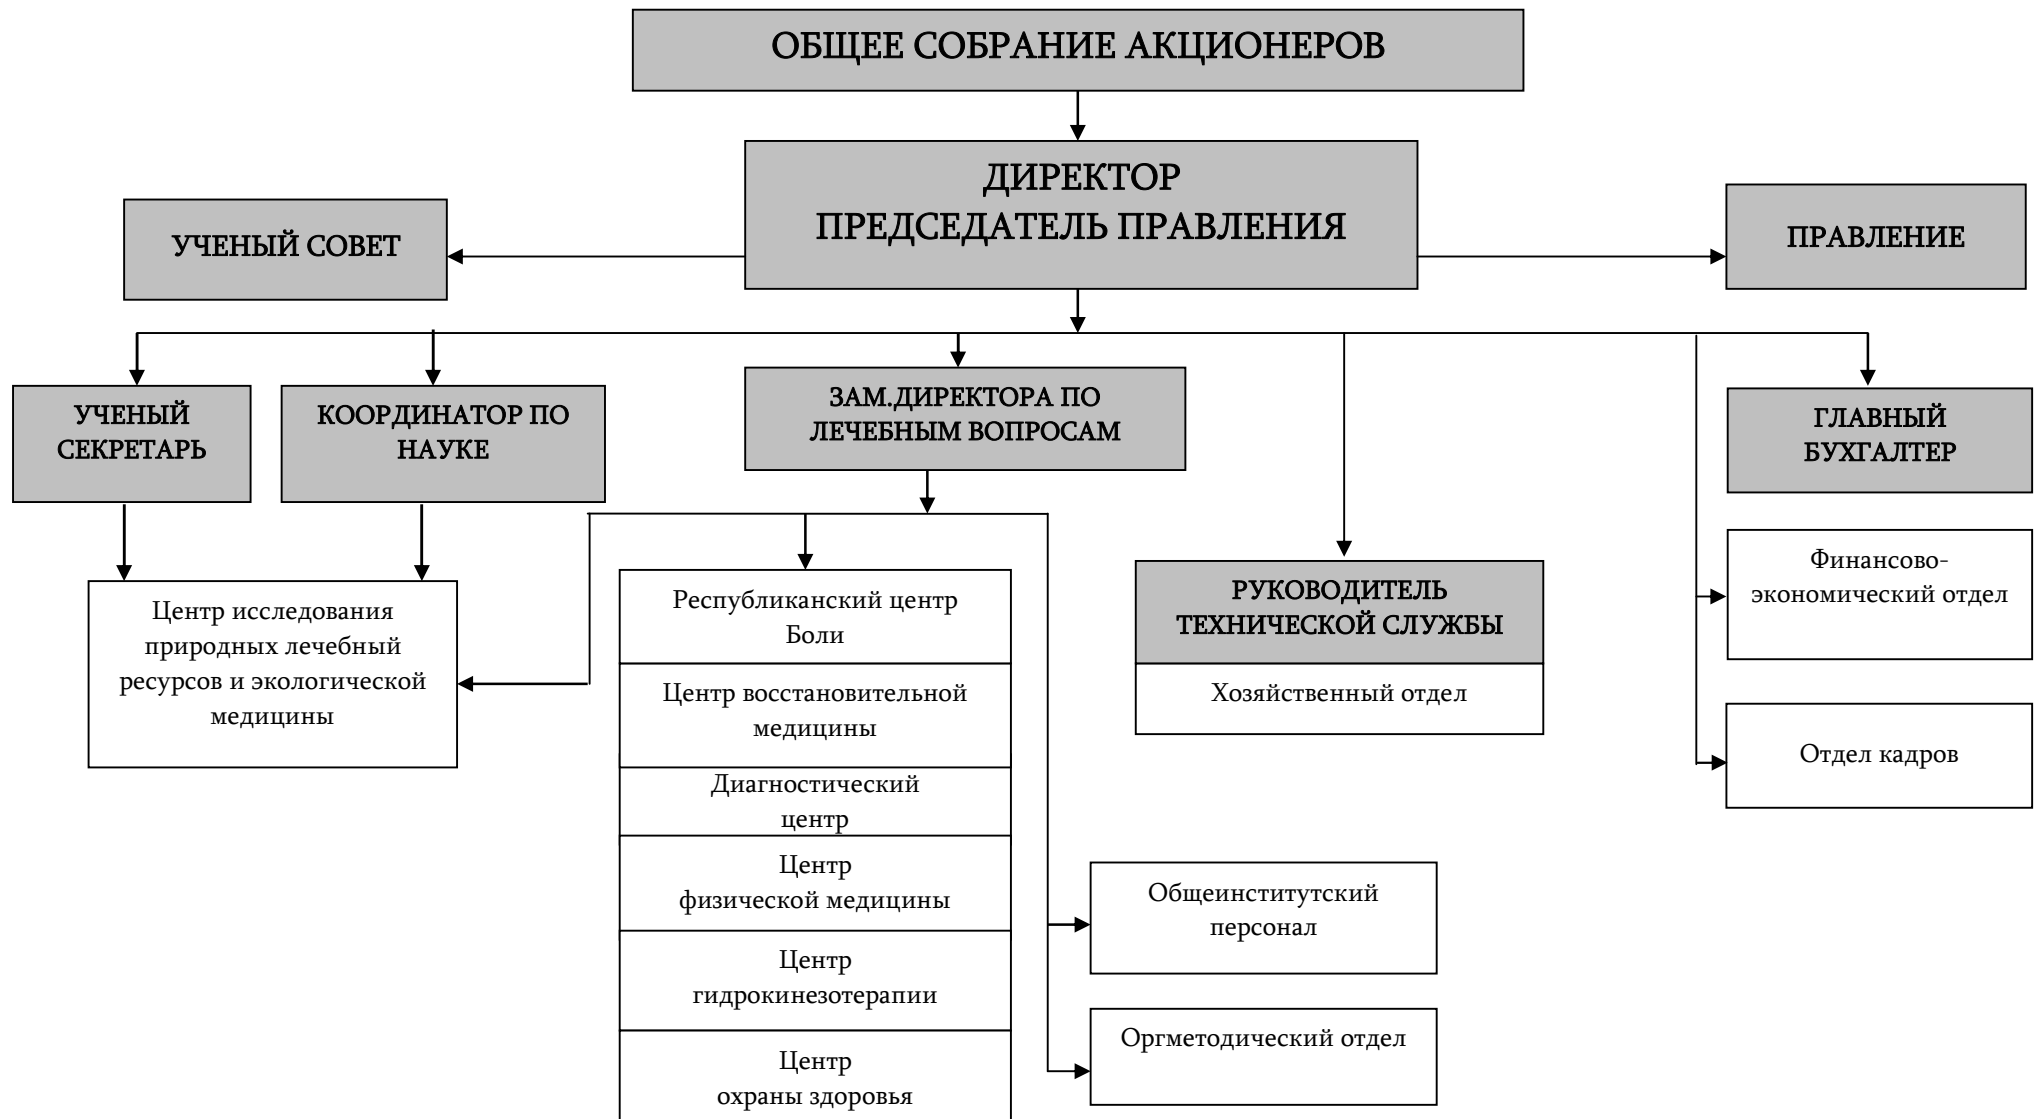 ОБЩЕЕ СОБРАНИЕ АКЦИОНЕРОВ
ДИРЕКТОР
ПРЕДСЕДАТЕЛЬ ПРАВЛЕНИЯ
УЧЕНЫЙ СОВЕТ
ПРАВЛЕНИЕ
УЧЕНЫЙ
СЕКРЕТАРЬ
КООРДИНАТОР ПО
НАУКЕ
ЗАМ.ДИРЕКТОРА ПО
ЛЕЧЕБНЫМ ВОПРОСАМ
ГЛАВНЫЙ
БУХГАЛТЕР
Центр исследования
природных лечебный
ресурсов и экологической
медицины
Республиканский центр
Боли
Центр восстановительной
медицины
Диагностический
центр
Центр
физической медицины
Центр
гидрокинезотерапии
Центр
охраны здоровья
РУКОВОДИТЕЛЬ
ТЕХНИЧЕСКОЙ СЛУЖБЫ
Хозяйственный отдел
Финансово-
экономический отдел
Отдел кадров
Общеинститутский
персонал
Оргметодический отдел